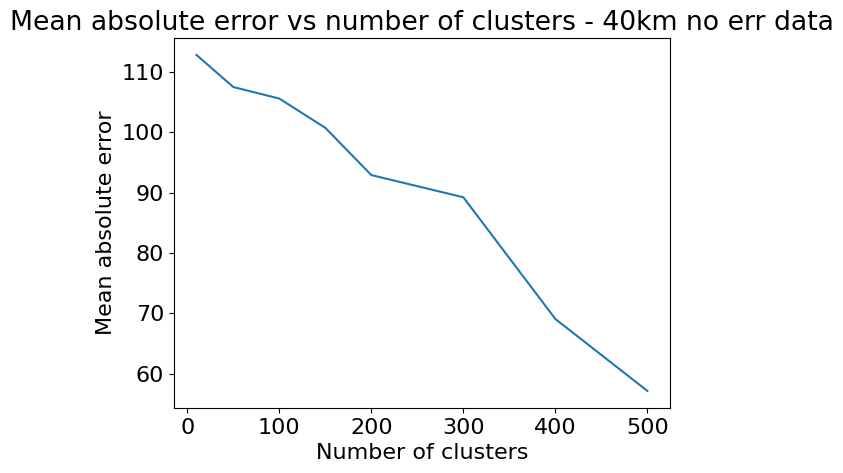 Mean absolute error vs number of clusters - 40km no err data
110
100
90
80
70
60
Mean absolute error
0 100 200 300 400 500
Number of clusters